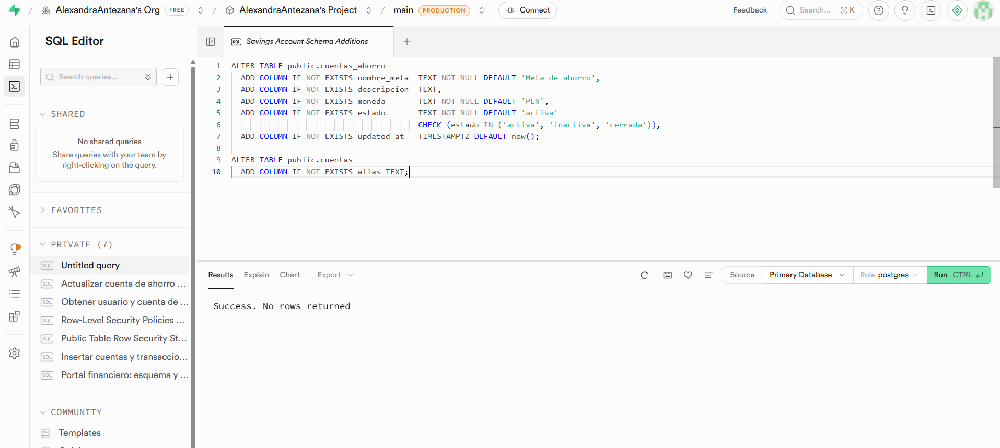 / AlexandraAntezana's Org FREE / AlexandraAntezana's Project / main PRODUCTION Connect Feedback Search... ⌘ K
SQL Editor
SQL Savings Account Schema Additions
Search queries...
SHARED
No shared queries
Share queries with your team by
right-clicking on the query.
FAVORITES
PRIVATE (7)
SQL Untitled query
SQL Actualizar cuenta de ahorro ...
SQL Obtener usuario y cuenta de ...
SQL Row-Level Security Policies ...
SQL Public Table Row Security St...
SQL Insertar cuentas y transaccio...
SQL Portal financiero: esquema y ...
COMMUNITY
Templates
1 ALTER TABLE public.cuentas_ahorro
2 ADD COLUMN IF NOT EXISTS nombre_meta TEXT NOT NULL DEFAULT 'Meta de ahorro',
3 ADD COLUMN IF NOT EXISTS descripcion TEXT,
4 ADD COLUMN IF NOT EXISTS moneda TEXT NOT NULL DEFAULT 'PEN',
5 ADD COLUMN IF NOT EXISTS estado TEXT NOT NULL DEFAULT 'activa'
6 CHECK (estado IN ('activa', 'inactiva', 'cerrada')),
7 ADD COLUMN IF NOT EXISTS updated_at TIMESTAMPTZ DEFAULT now();
8
9 ALTER TABLE public.cuentas
10 ADD COLUMN IF NOT EXISTS alias TEXT;
Results Explain Chart Export Source Primary Database Role postgres Run CTRL
Success. No rows returned